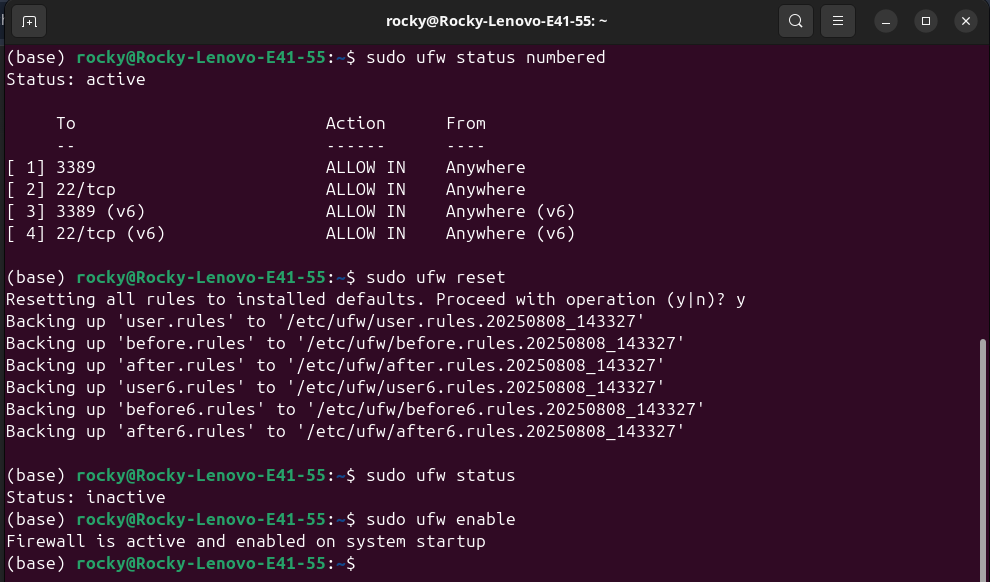 rocky@Rocky-Lenovo-E41-55: ~
(base) rocky@Rocky-Lenovo-E41-55:~$ sudo ufw status numbered
Status: active

     To                         Action      From
     --                         ------      ----
[ 1] 3389                       ALLOW IN    Anywhere
[ 2] 22/tcp                     ALLOW IN    Anywhere
[ 3] 3389 (v6)                  ALLOW IN    Anywhere (v6)
[ 4] 22/tcp (v6)                ALLOW IN    Anywhere (v6)

(base) rocky@Rocky-Lenovo-E41-55:~$ sudo ufw reset
Resetting all rules to installed defaults. Proceed with operation (y|n)? y
Backing up 'user.rules' to '/etc/ufw/user.rules.20250808_143327'
Backing up 'before.rules' to '/etc/ufw/before.rules.20250808_143327'
Backing up 'after.rules' to '/etc/ufw/after.rules.20250808_143327'
Backing up 'user6.rules' to '/etc/ufw/user6.rules.20250808_143327'
Backing up 'before6.rules' to '/etc/ufw/before6.rules.20250808_143327'
Backing up 'after6.rules' to '/etc/ufw/after6.rules.20250808_143327'

(base) rocky@Rocky-Lenovo-E41-55:~$ sudo ufw status
Status: inactive
(base) rocky@Rocky-Lenovo-E41-55:~$ sudo ufw enable
Firewall is active and enabled on system startup
(base) rocky@Rocky-Lenovo-E41-55:~$